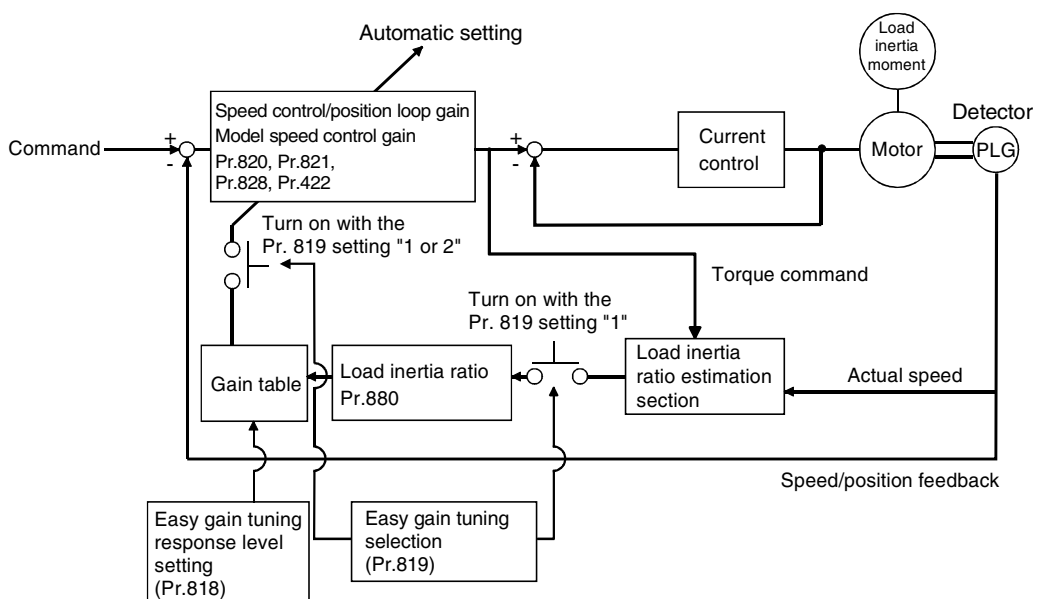 Automatic setting
Load
inertia
moment
Speed control/position loop gain
Model speed control gain
Pr.820, Pr.821,
Pr.828, Pr.422
Command
+
-
+
-
Current
control
Motor
Detector
PLG
Turn on with the
Pr. 819 setting "1 or 2"
Torque command
Turn on with the
Pr. 819 setting "1"
Gain table
Load inertia ratio
Pr.880
Load inertia
ratio estimation
section
Actual speed
Speed/position feedback
Easy gain tuning
response level
setting
(Pr.818)
Easy gain tuning
selection
(Pr.819)